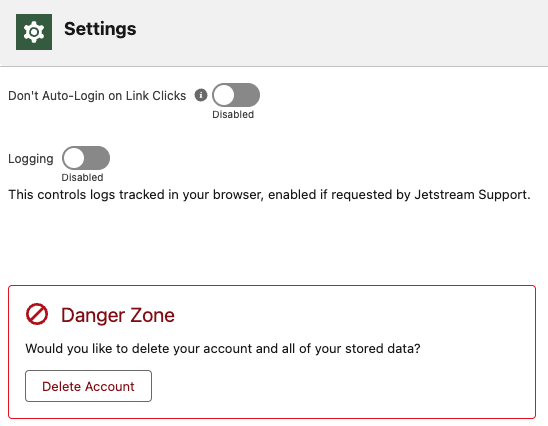 Settings
Don't Auto-Login on Link Clicks
Disabled
Logging
Disabled
This controls logs tracked in your browser, enabled if requested by Jetstream Support.
Danger Zone
Would you like to delete your account and all of your stored data?
Delete Account